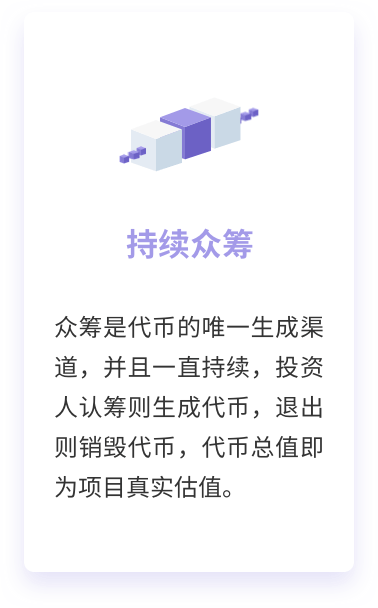 持续众筹
众筹是代币的唯一生成渠
道，并且一直持续，投资
人认筹则生成代币，退出
则销毁代币，代币总值即
为项目真实估值。